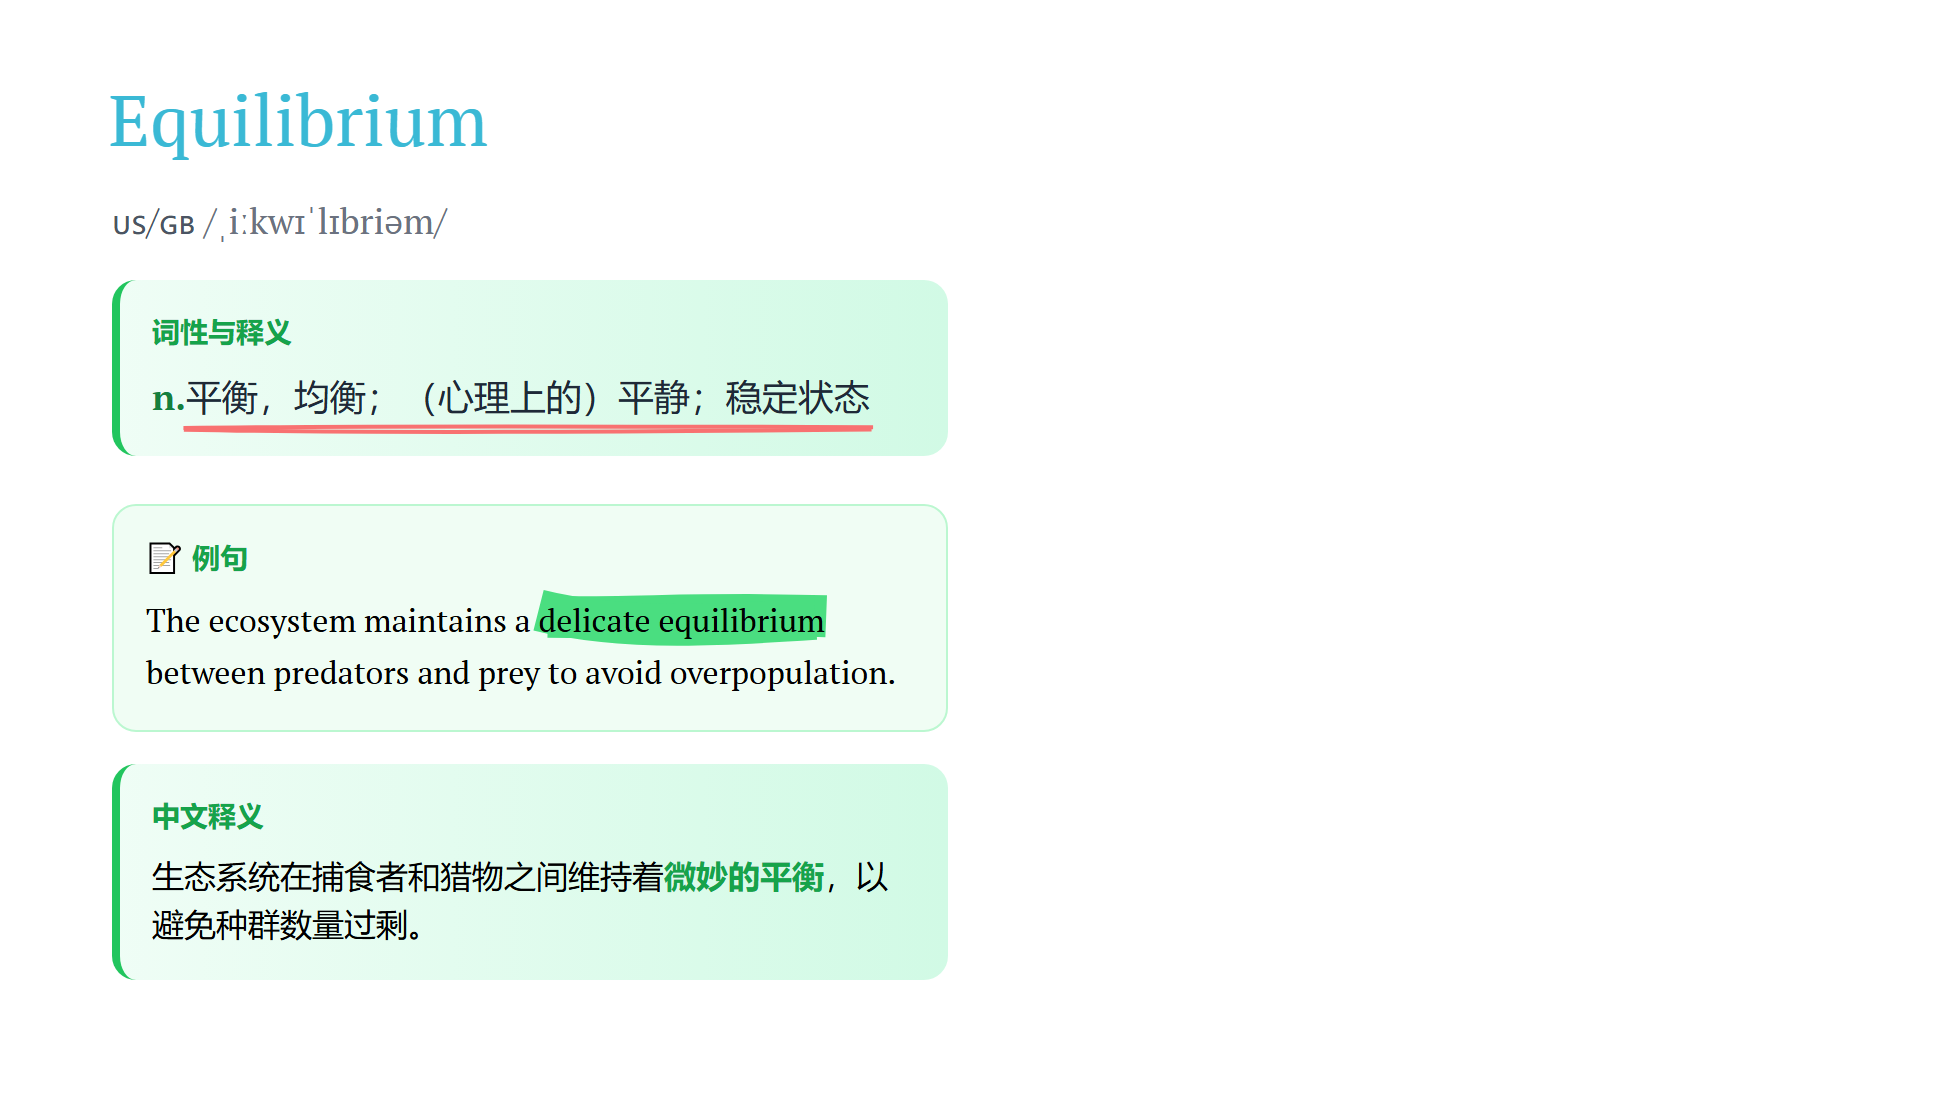 Equilibrium
US/GB /ˌiːkwɪˈlɪbriəm/
词性与释义
n.平衡，均衡；（心理上的）平静；稳定状态
📝 例句
The ecosystem maintains a delicate equilibrium
between predators and prey to avoid overpopulation.
中文释义
生态系统在捕食者和猎物之间维持着微妙的平衡，以
避免种群数量过剩。